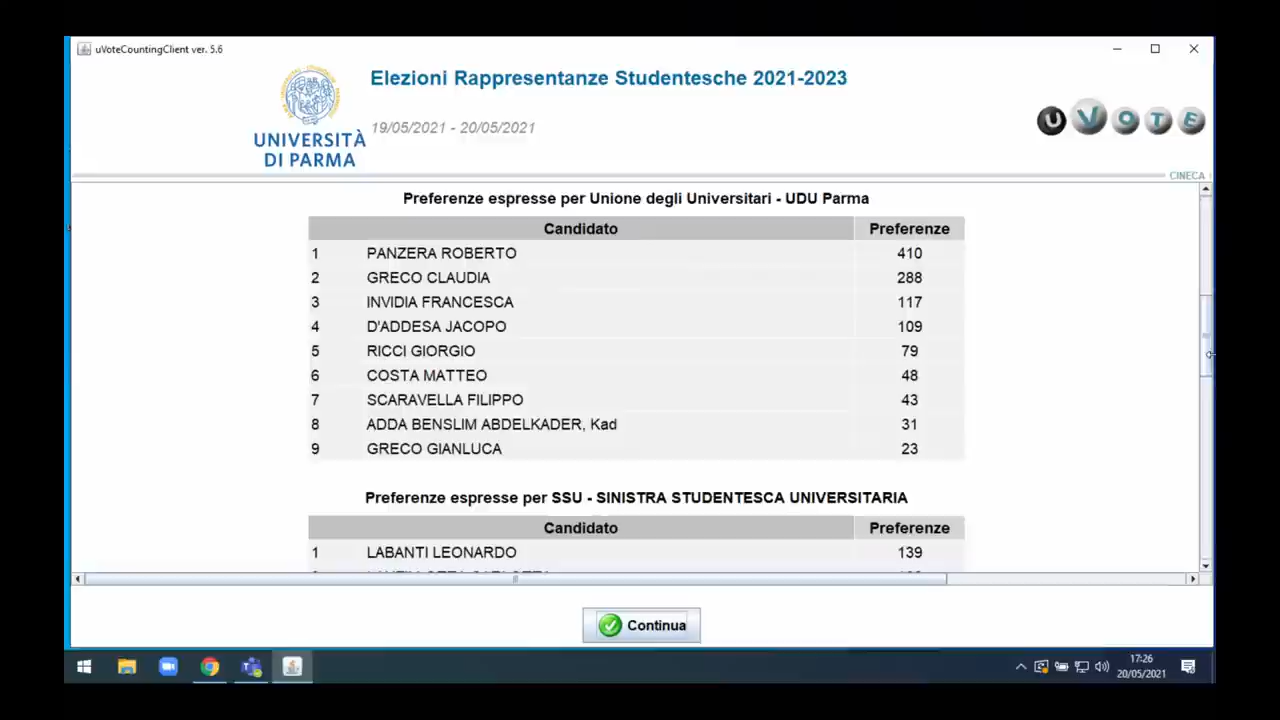 uVoteCountingClient ver. 5.6
Elezioni Rappresentanze Studentesche 2021-2023
19/05/2021 - 20/05/2021
UNIVERSITÀ
DI PARMA
U V O T E
CINECA
Preferenze espresse per Unione degli Universitari - UDU Parma
Candidato Preferenze
1 PANZERA ROBERTO 410
2 GRECO CLAUDIA 288
3 INVIDIA FRANCESCA 117
4 D'ADDESA JACOPO 109
5 RICCI GIORGIO 79
6 COSTA MATTEO 48
7 SCARAVELLA FILIPPO 43
8 ADDA BENSLIM ABDELKADER, Kad 31
9 GRECO GIANLUCA 23
Preferenze espresse per SSU - SINISTRA STUDENTESCA UNIVERSITARIA
Candidato Preferenze
1 LABANTI LEONARDO 139
Continua
17:26
20/05/2021